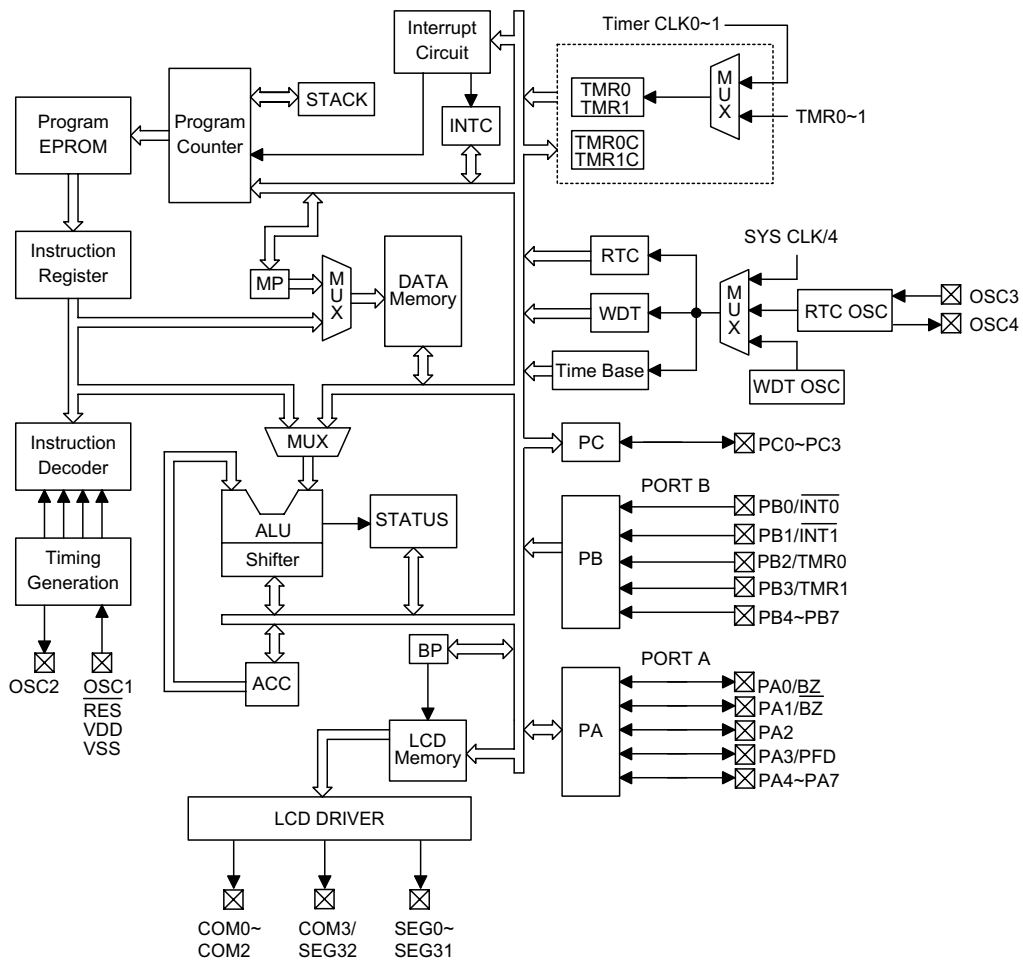 Interrupt
Circuit
Timer CLK0~1
STACK
Program
EPROM
Program
Counter
INTC
TMR0
TMR1
MUX
TMR0~1
TMR0C
TMR1C
Instruction
Register
MP
MUX
DATA
Memory
SYS CLK/4
RTC
WDT
Time Base
MUX
RTC OSC
OSC3
OSC4
WDT OSC
Instruction
Decoder
MUX
PC
PC0~PC3
ALU
Shifter
STATUS
PORT B
PB
PB0/INT0
PB1/INT1
PB2/TMR0
PB3/TMR1
PB4~PB7
Timing
Generation
OSC2
OSC1
RES
VDD
VSS
ACC
BP
PORT A
PA
PA0/BZ
PA1/BZ
PA2
PA3/PFD
PA4~PA7
LCD
Memory
LCD DRIVER
COM0~
COM2
COM3/
SEG32
SEG0~
SEG31